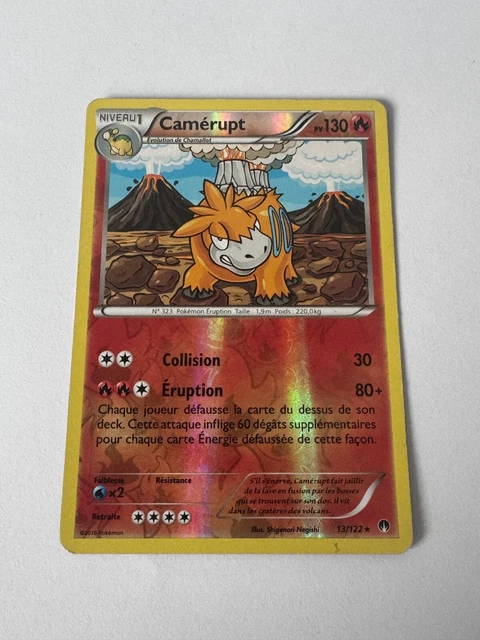 NIVEAU1
Camérupt
PV130
Évolution de Chamallot
N° 323 Pokémon Éruption Taille : 1,9m Poids : 220,0kg
Collision 30
Éruption 80+
Chaque joueur défausse la carte du dessus de son
deck. Cette attaque inflige 60 dégâts supplémentaires
pour chaque carte Énergie défaussée de cette façon.
Faiblesse Résistance
×2
Retraite
S'il s'énerve, Camérupt fait jaillir
de la lave en fusion par les bosses
qui se trouvent sur son dos. Il vit
dans les cratères des volcans.
©2016 Pokémon
Illus. Shigenori Negishi
13/122★